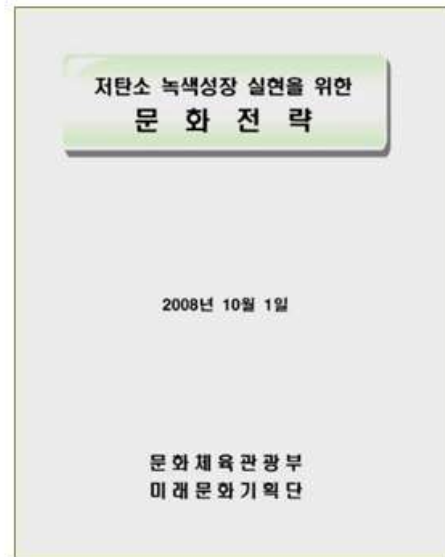 저탄소 녹색성장 실현을 위한
문 화 전 략
2008년 10월 1일
문화체육관광부
미래문화기획단